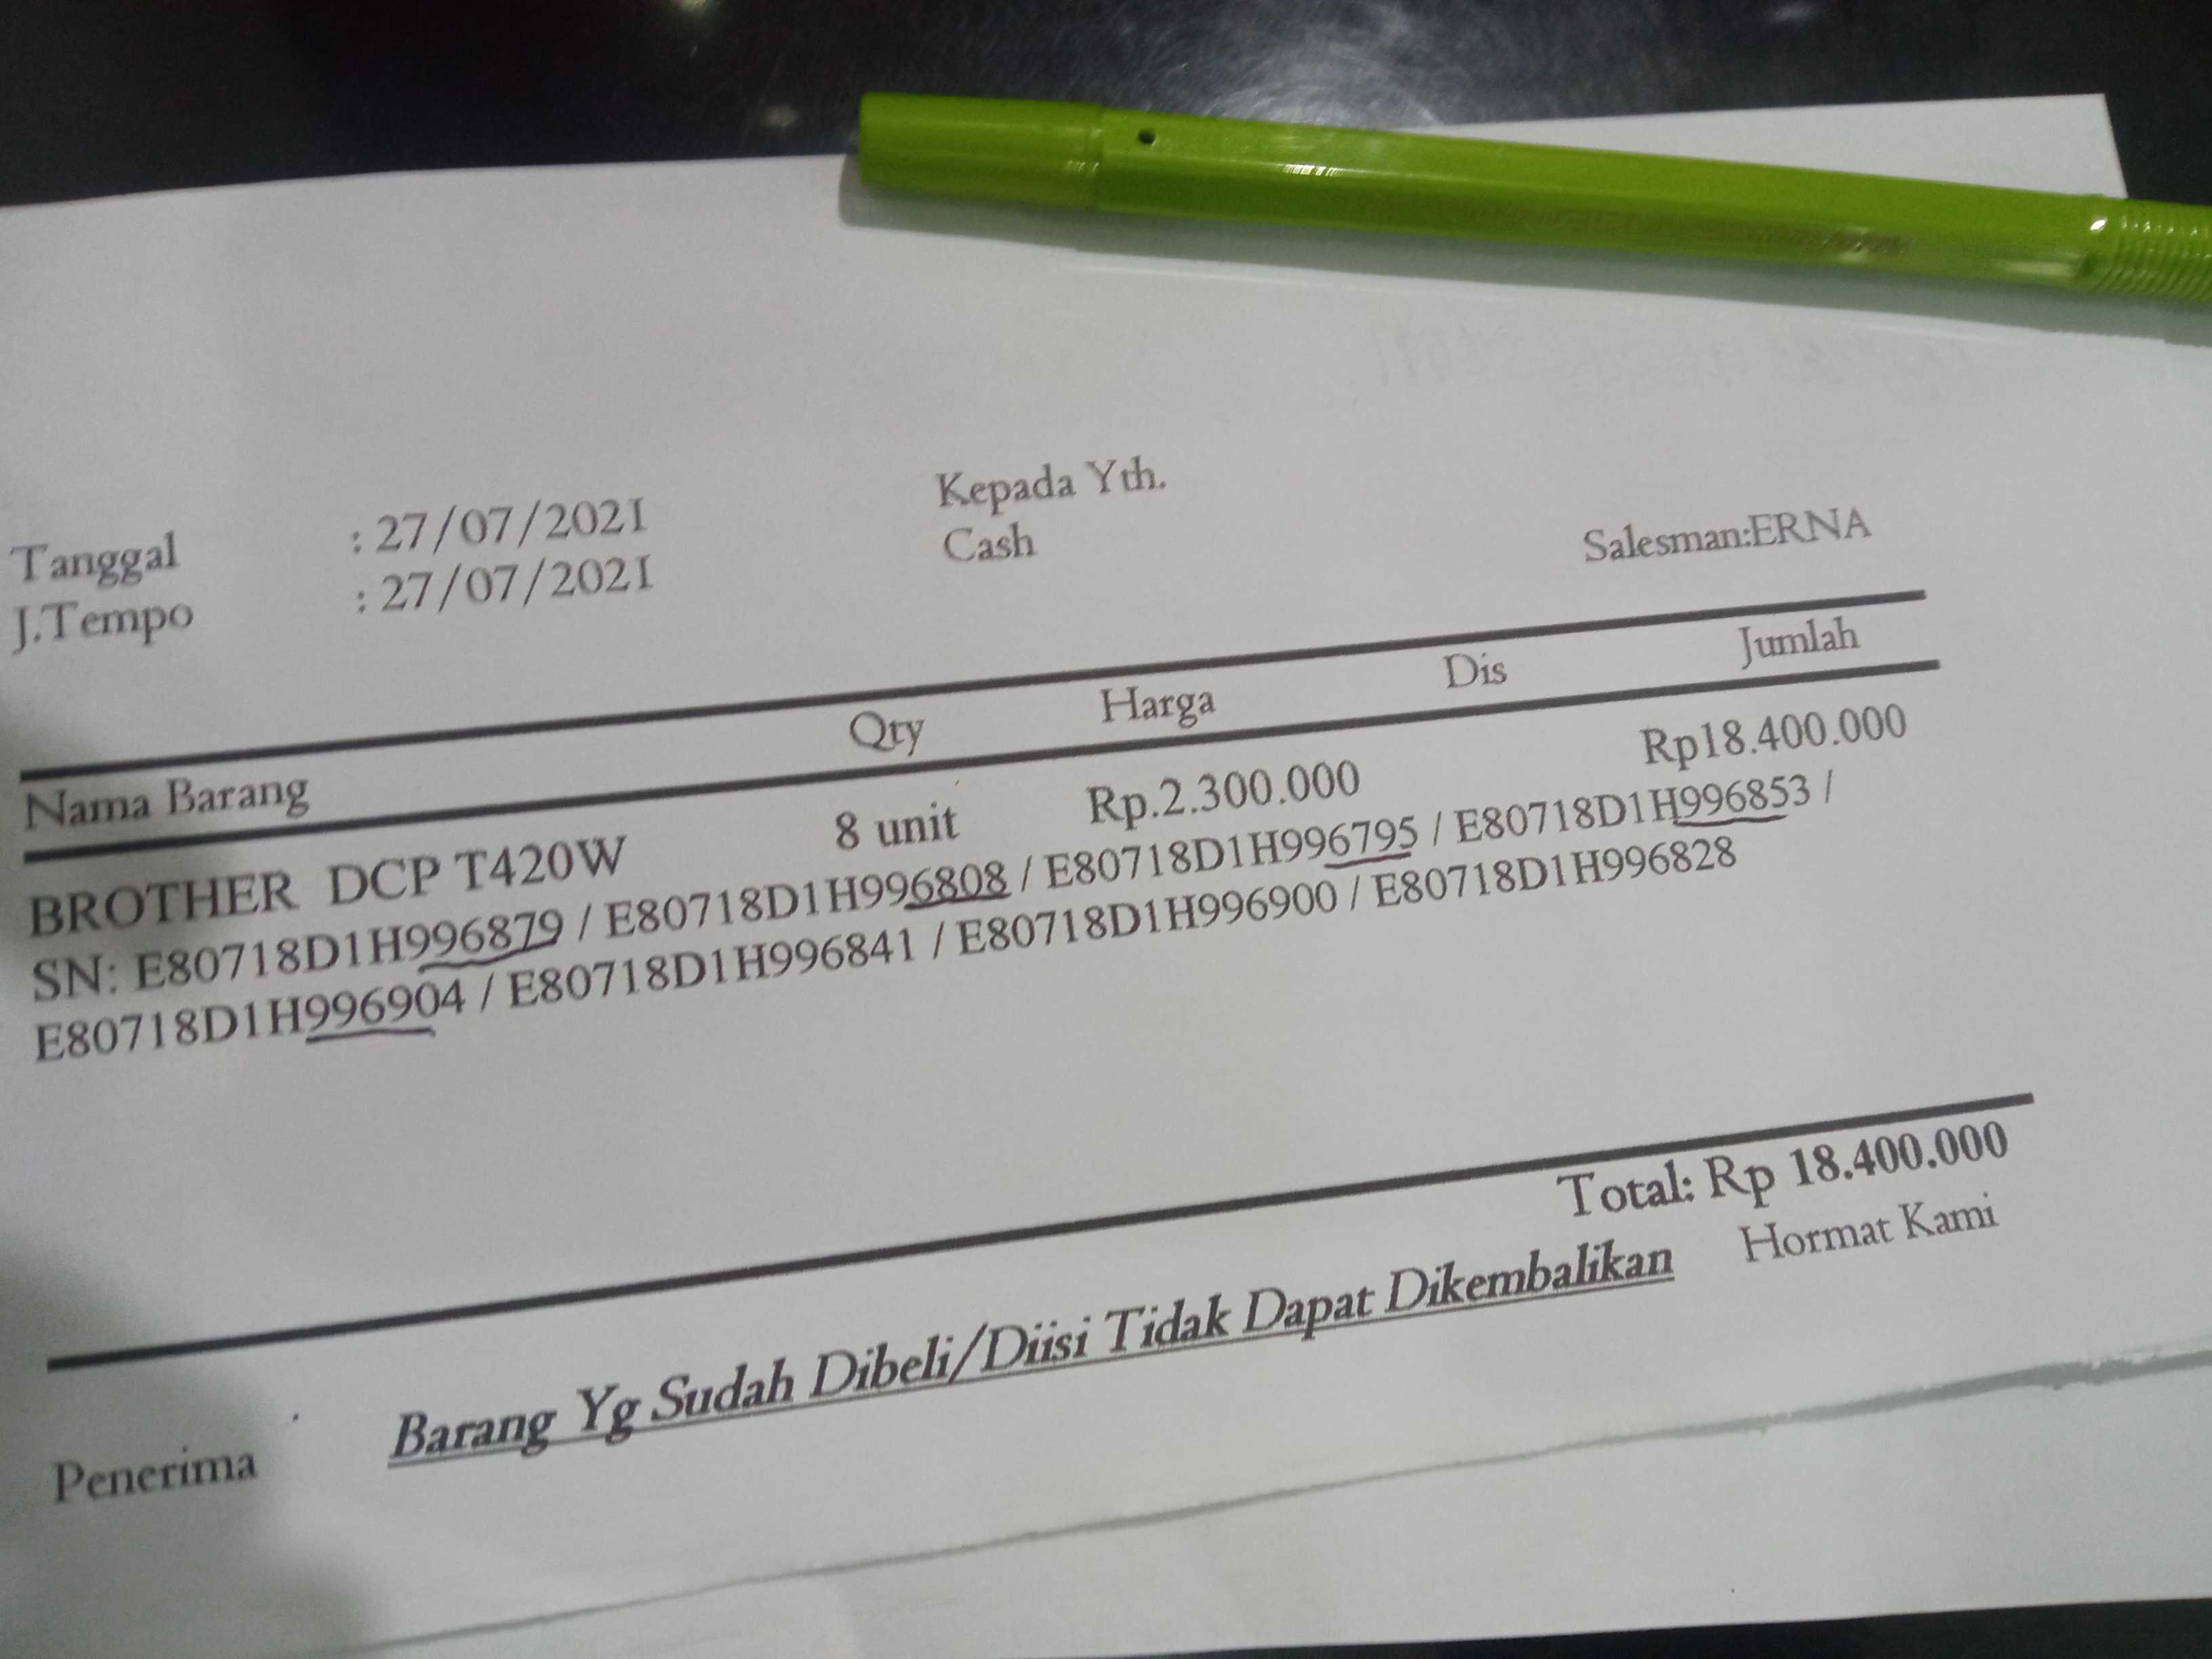 Kepada Yth.
Tanggal : 27/07/2021 Cash Salesman:ERNA
J.Tempo : 27/07/2021
Nama Barang Qty Harga Dis Jumlah
BROTHER DCP T420W 8 unit Rp.2.300.000 Rp18.400.000
SN: E80718D1H996879 / E80718D1H996808 / E80718D1H996795 / E80718D1H996853 /
E80718D1H996904 / E80718D1H996841 / E80718D1H996900 / E80718D1H996828
Total: Rp 18.400.000
Penerima Barang Yg Sudah Dibeli/Diisi Tidak Dapat Dikembalikan Hormat Kami